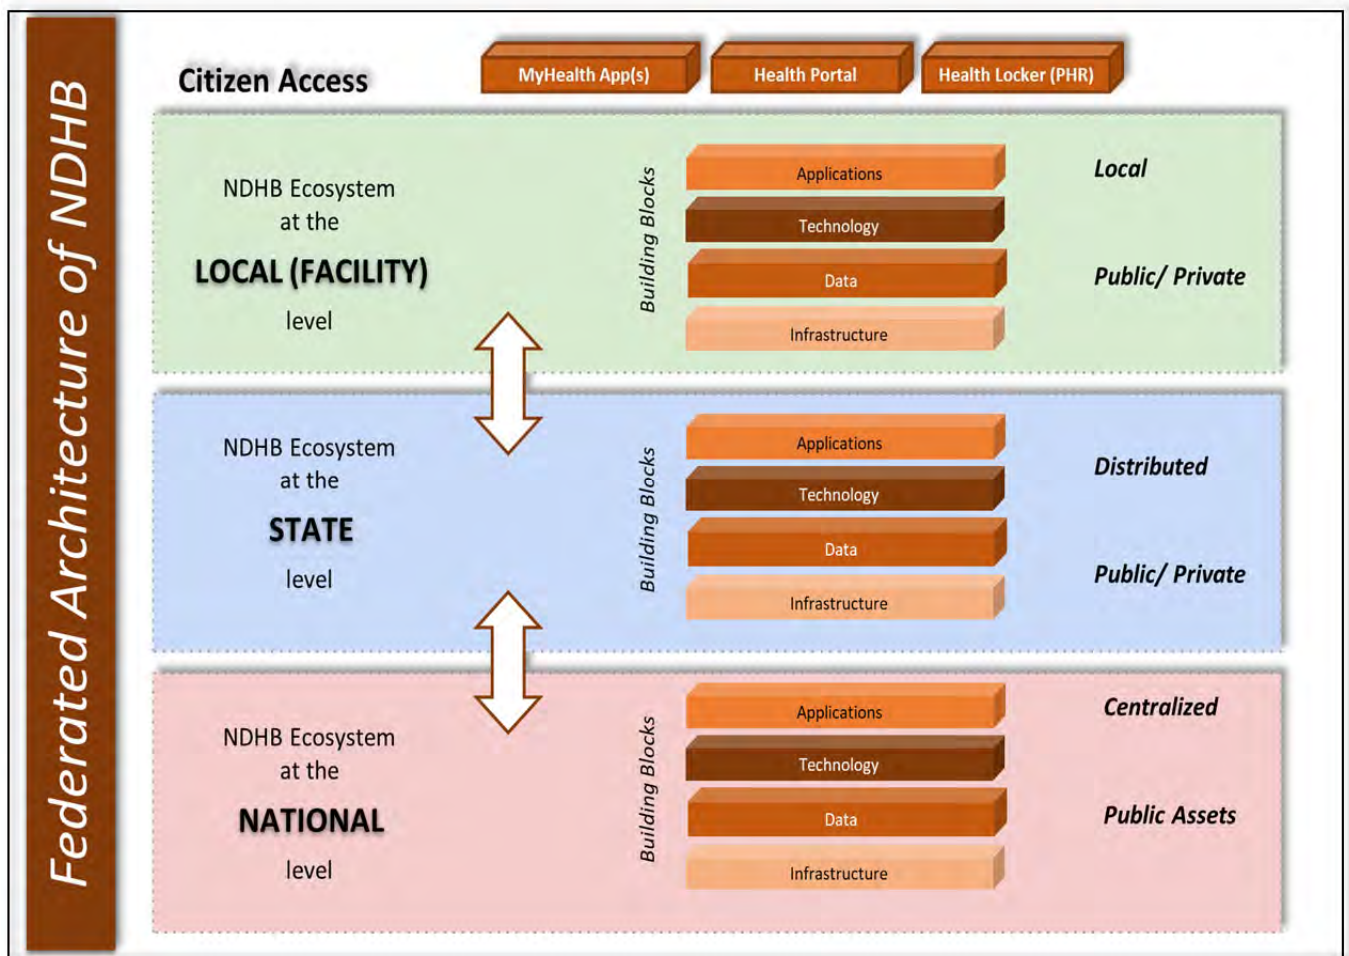 Federated Architecture of NDHB
Citizen Access
MyHealth App(s)
Health Portal
Health Locker (PHR)
NDHB Ecosystem
at the
LOCAL (FACILITY)
level
Building Blocks
Applications
Technology
Data
Infrastructure
Local
Public/ Private
NDHB Ecosystem
at the
STATE
level
Building Blocks
Applications
Technology
Data
Infrastructure
Distributed
Public/ Private
NDHB Ecosystem
at the
NATIONAL
level
Building Blocks
Applications
Technology
Data
Infrastructure
Centralized
Public Assets